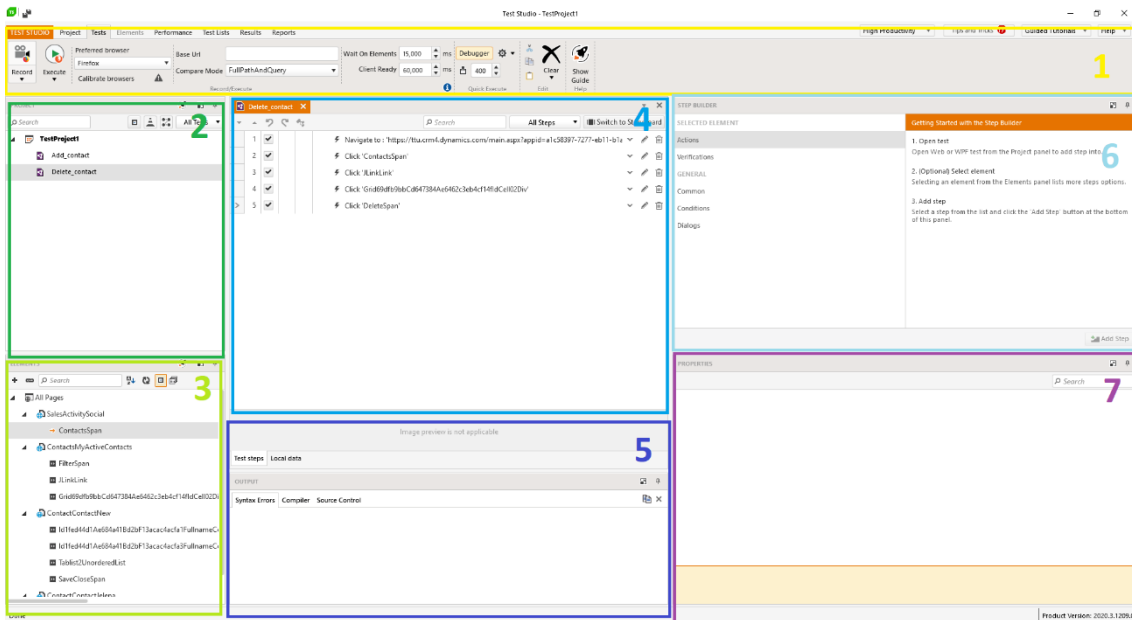 Test Studio - TestProject1
TEST STUDIO Project Tests Elements Performance Test Lists Results Reports
High Productivity Tips and Tricks Guided Tutorials Help
Preferred browser
Firefox
Calibrate browsers
Record Execute
Base Url
Compare Mode FullPathAndQuery
Record/Execute
Wait On Elements 15,000 ms
Client Ready 60,000 ms
Debugger
400
Quick Execute
Clear
Edit
Show Guide
Help
1
2
Search All Tests
TestProject1
Add_contact
Delete_contact
Delete_contact
4
Search All Steps Switch to
1 Navigate to : 'https://ttu.crm4.dynamics.com/main.aspx?appid=a1c58397-7277-eb11-b1a
2 Click 'ContactsSpan'
3 Click 'JLinkLink'
4 Click 'Grid69dfb9bbCd647384Ae6462c3eb4cf14fldCell02Div'
5 Click 'DeleteSpan'
STEP BUILDER
SELECTED ELEMENT
Actions
Verifications
GENERAL
Common
Conditions
Dialogs
Getting Started with the Step Builder
1. Open test
Open Web or WPF test from the Project panel to add step into.
2. (Optional) Select element
Selecting an element from the Elements panel lists more steps options.
3. Add step
Select a step from the list and click the 'Add Step' button at the bottom
of this panel.
6
Add Step
ELEMENTS
3
Search
All Pages
SalesActivitySocial
ContactsSpan
ContactsMyActiveContacts
FilterSpan
JLinkLink
Grid69dfb9bbCd647384Ae6462c3eb4cf14fldCell02Di
ContactContactNew
Id1fed44d1Ae684a41Bd2bF13acac4acfa1FullnameC
Id1fed44d1Ae684a41Bd2bF13acac4acfa3FullnameC
Tablist2UnorderedList
SaveCloseSpan
ContactContactJelena
Image preview is not applicable
5
Test steps Local data
OUTPUT
Syntax Errors Compiler Source Control
PROPERTIES
Search
7
Done
Product Version: 2020.3.1209.